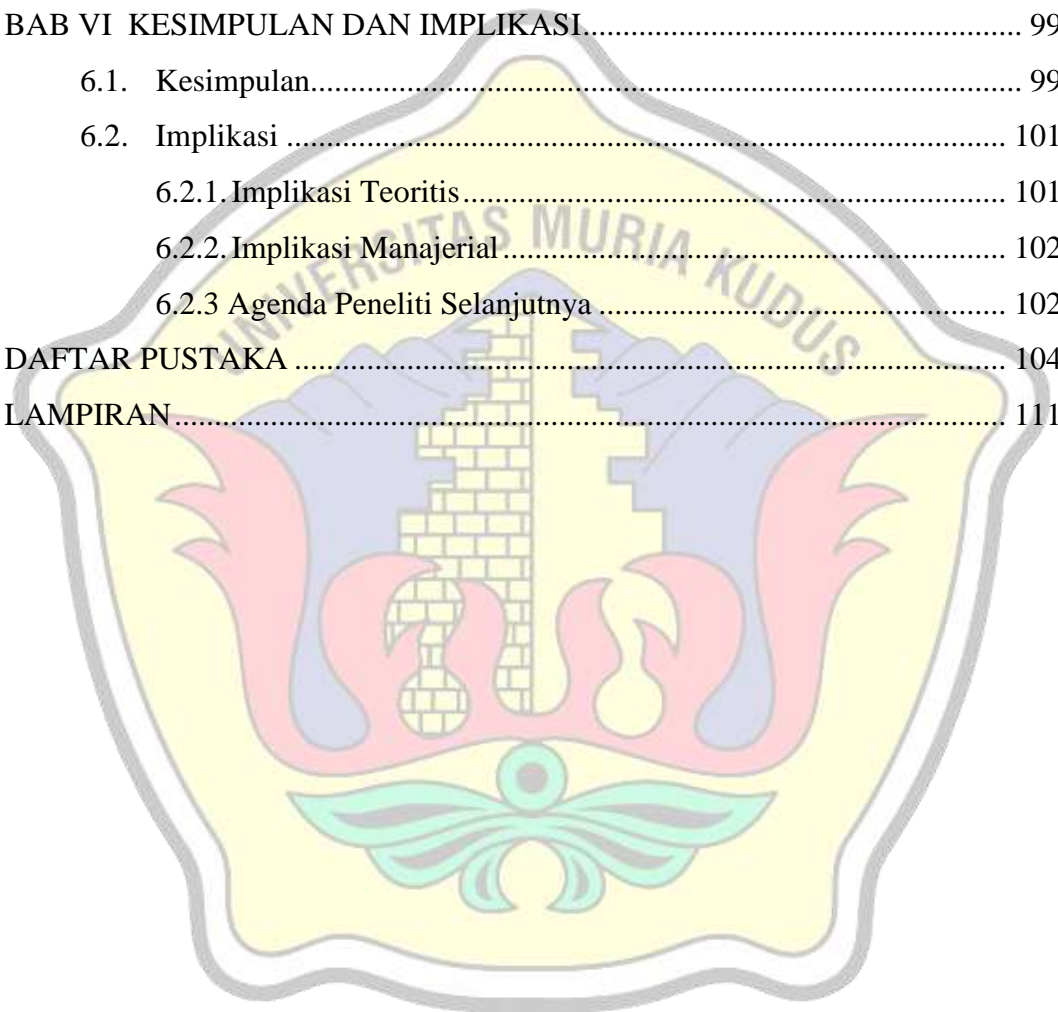 BAB VI  KESIMPULAN DAN IMPLIKASI.......................................................... 99
6.1.   Kesimpulan............................................................................................. 99
6.2.   Implikasi ............................................................................................... 101
6.2.1. Implikasi Teoritis....................................................................... 101
6.2.2. Implikasi Manajerial.................................................................. 102
6.2.3 Agenda Peneliti Selanjutnya ..................................................... 102
DAFTAR PUSTAKA ............................................................................................. 104
LAMPIRAN............................................................................................................. 111
UNIVERSITAS MURIA KUDUS